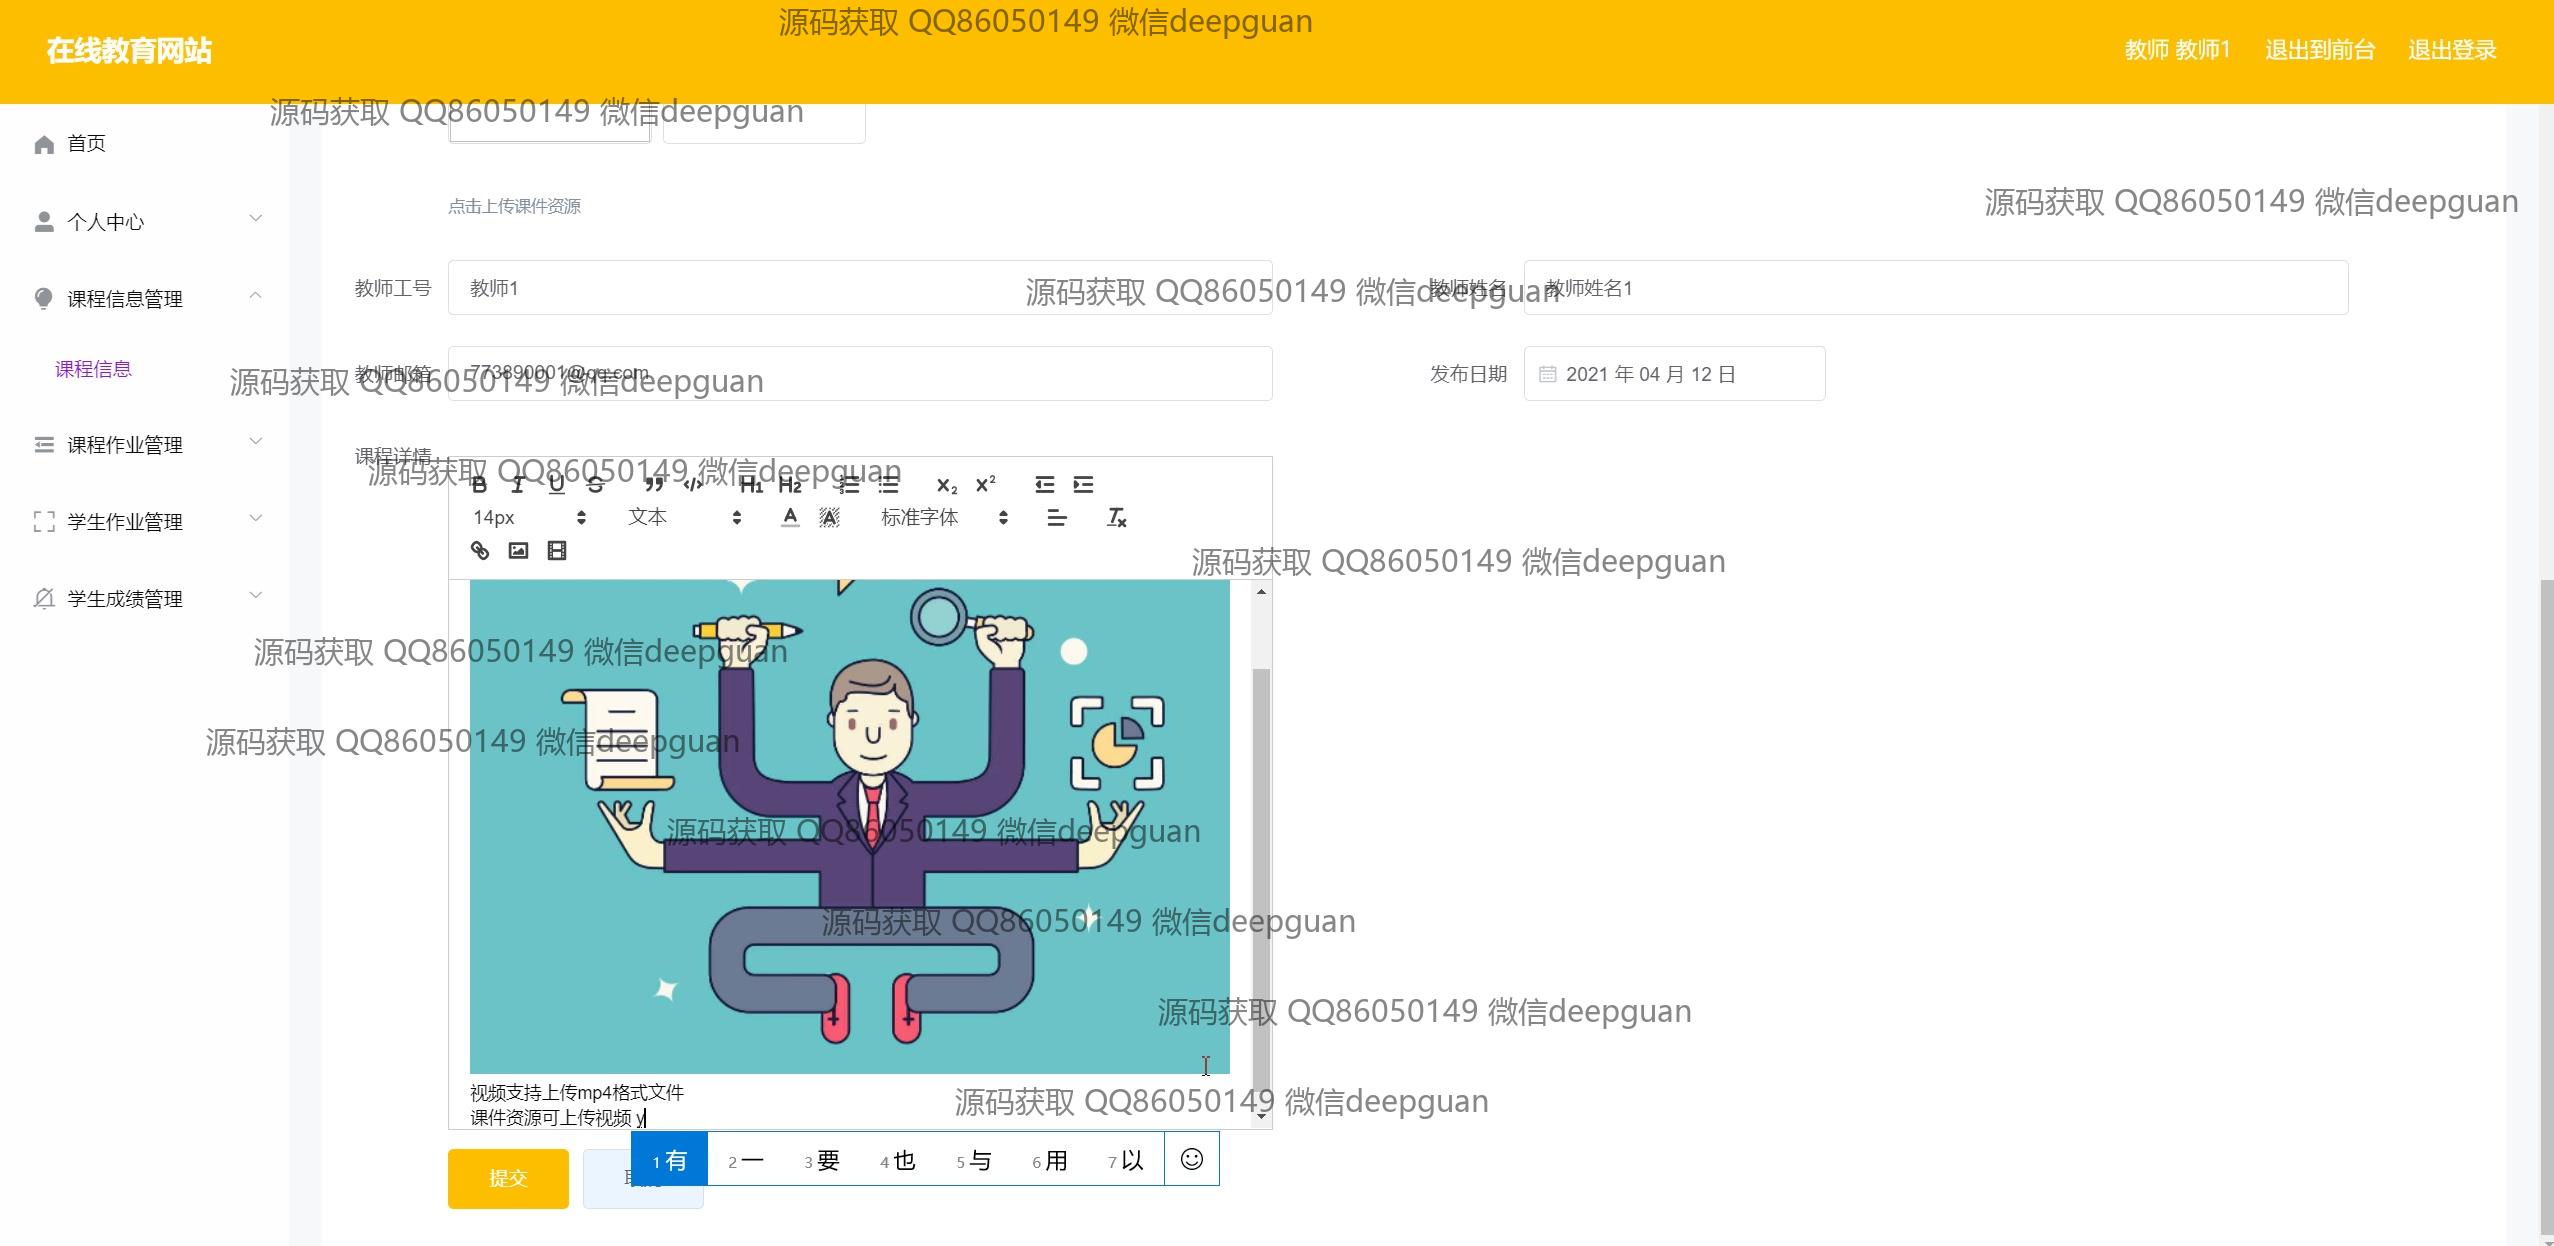 源码获取 QQ86050149 微信deepguan
在线教育网站
教师 教师1 退出到前台 退出登录
源码获取 QQ86050149 微信deepguan
首页
点击上传课件资源
源码获取 QQ86050149 微信deepguan
个人中心
教师工号 教师1
源码获取 QQ86050149 微信deepguan
教师姓名 教师姓名1
课程信息管理
课程信息
教师邮箱 773890001@qq.com
源码获取 QQ86050149 微信deepguan
发布日期 2021 年 04 月 12 日
课程作业管理
课程详情
源码获取 QQ86050149 微信deepguan
B I U S H1 H2 x2 x2
14px 文本 A A 标准字体
学生作业管理
源码获取 QQ86050149 微信deepguan
学生成绩管理
源码获取 QQ86050149 微信deepguan
源码获取 QQ86050149 微信deepguan
源码获取 QQ86050149 微信deepguan
源码获取 QQ86050149 微信deepguan
源码获取 QQ86050149 微信deepguan
视频支持上传mp4格式文件
源码获取 QQ86050149 微信deepguan
课件资源可上传视频 y
1 有 2 一 3 要 4 也 5 与 6 用 7 以
提交